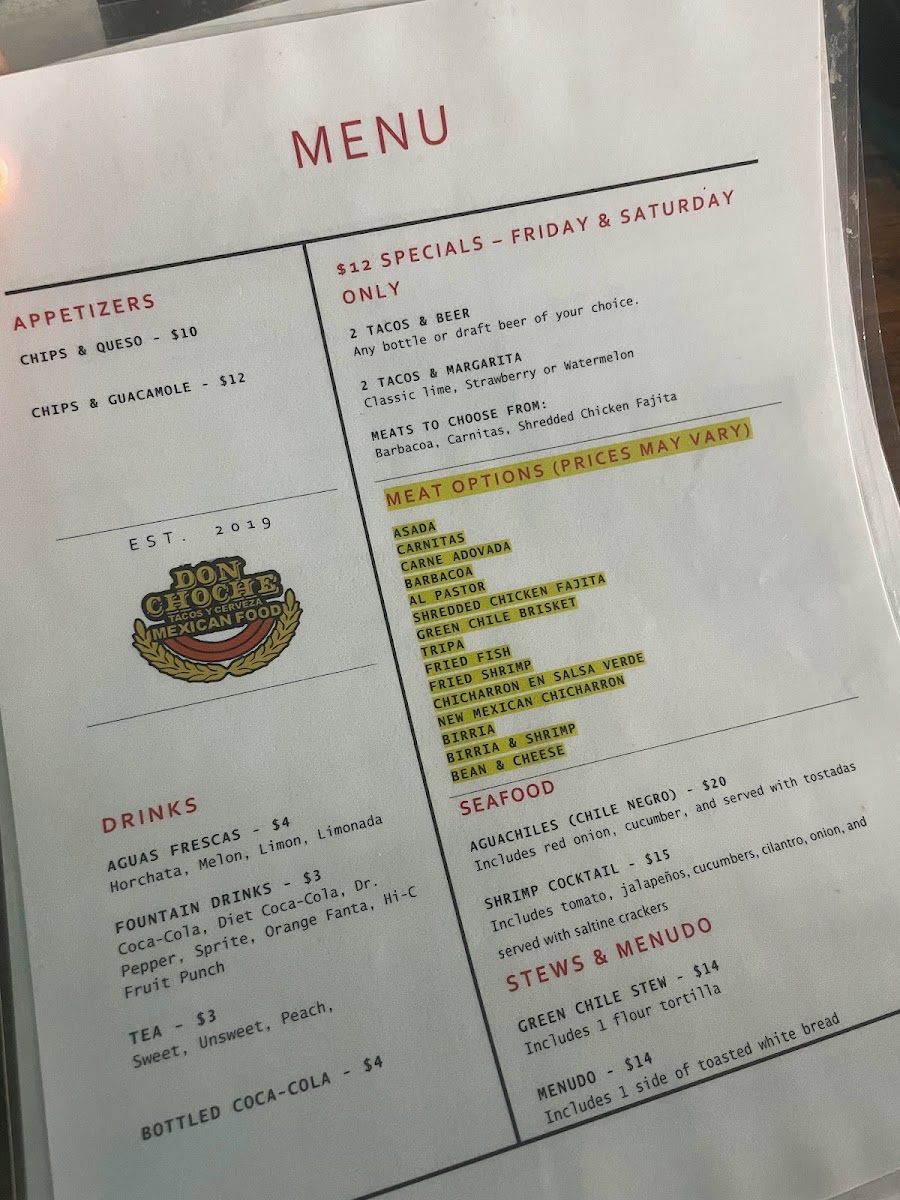 MENU
APPETIZERS
CHIPS & QUESO - $10
CHIPS & GUACAMOLE - $12
EST. 2019
DON
CHOCHE
TACOS Y CERVEZA
MEXICAN FOOD
DRINKS
AGUAS FRESCAS - $4
Horchata, Melon, Limon, Limonada
FOUNTAIN DRINKS - $3
Coca-Cola, Diet Coca-Cola, Dr.
Pepper, Sprite, Orange Fanta, Hi-C
Fruit Punch
TEA - $3
Sweet, Unsweet, Peach,
BOTTLED COCA-COLA - $4
$12 SPECIALS – FRIDAY & SATURDAY
ONLY
2 TACOS & BEER
Any bottle or draft beer of your choice.
2 TACOS & MARGARITA
Classic lime, Strawberry or Watermelon
MEATS TO CHOOSE FROM:
Barbacoa, Carnitas, Shredded Chicken Fajita
MEAT OPTIONS (PRICES MAY VARY)
ASADA
CARNITAS
CARNE ADOVADA
BARBACOA
AL PASTOR
SHREDDED CHICKEN FAJITA
GREEN CHILE BRISKET
TRIPA
FRIED FISH
FRIED SHRIMP
CHICHARRON EN SALSA VERDE
NEW MEXICAN CHICHARRON
BIRRIA
BIRRIA & SHRIMP
BEAN & CHEESE
SEAFOOD
AGUACHILES (CHILE NEGRO) - $20
Includes red onion, cucumber, and served with tostadas
SHRIMP COCKTAIL - $15
Includes tomato, jalapeños, cucumbers, cilantro, onion, and
served with saltine crackers
STEWS & MENUDO
GREEN CHILE STEW - $14
Includes 1 flour tortilla
MENUDO - $14
Includes 1 side of toasted white bread